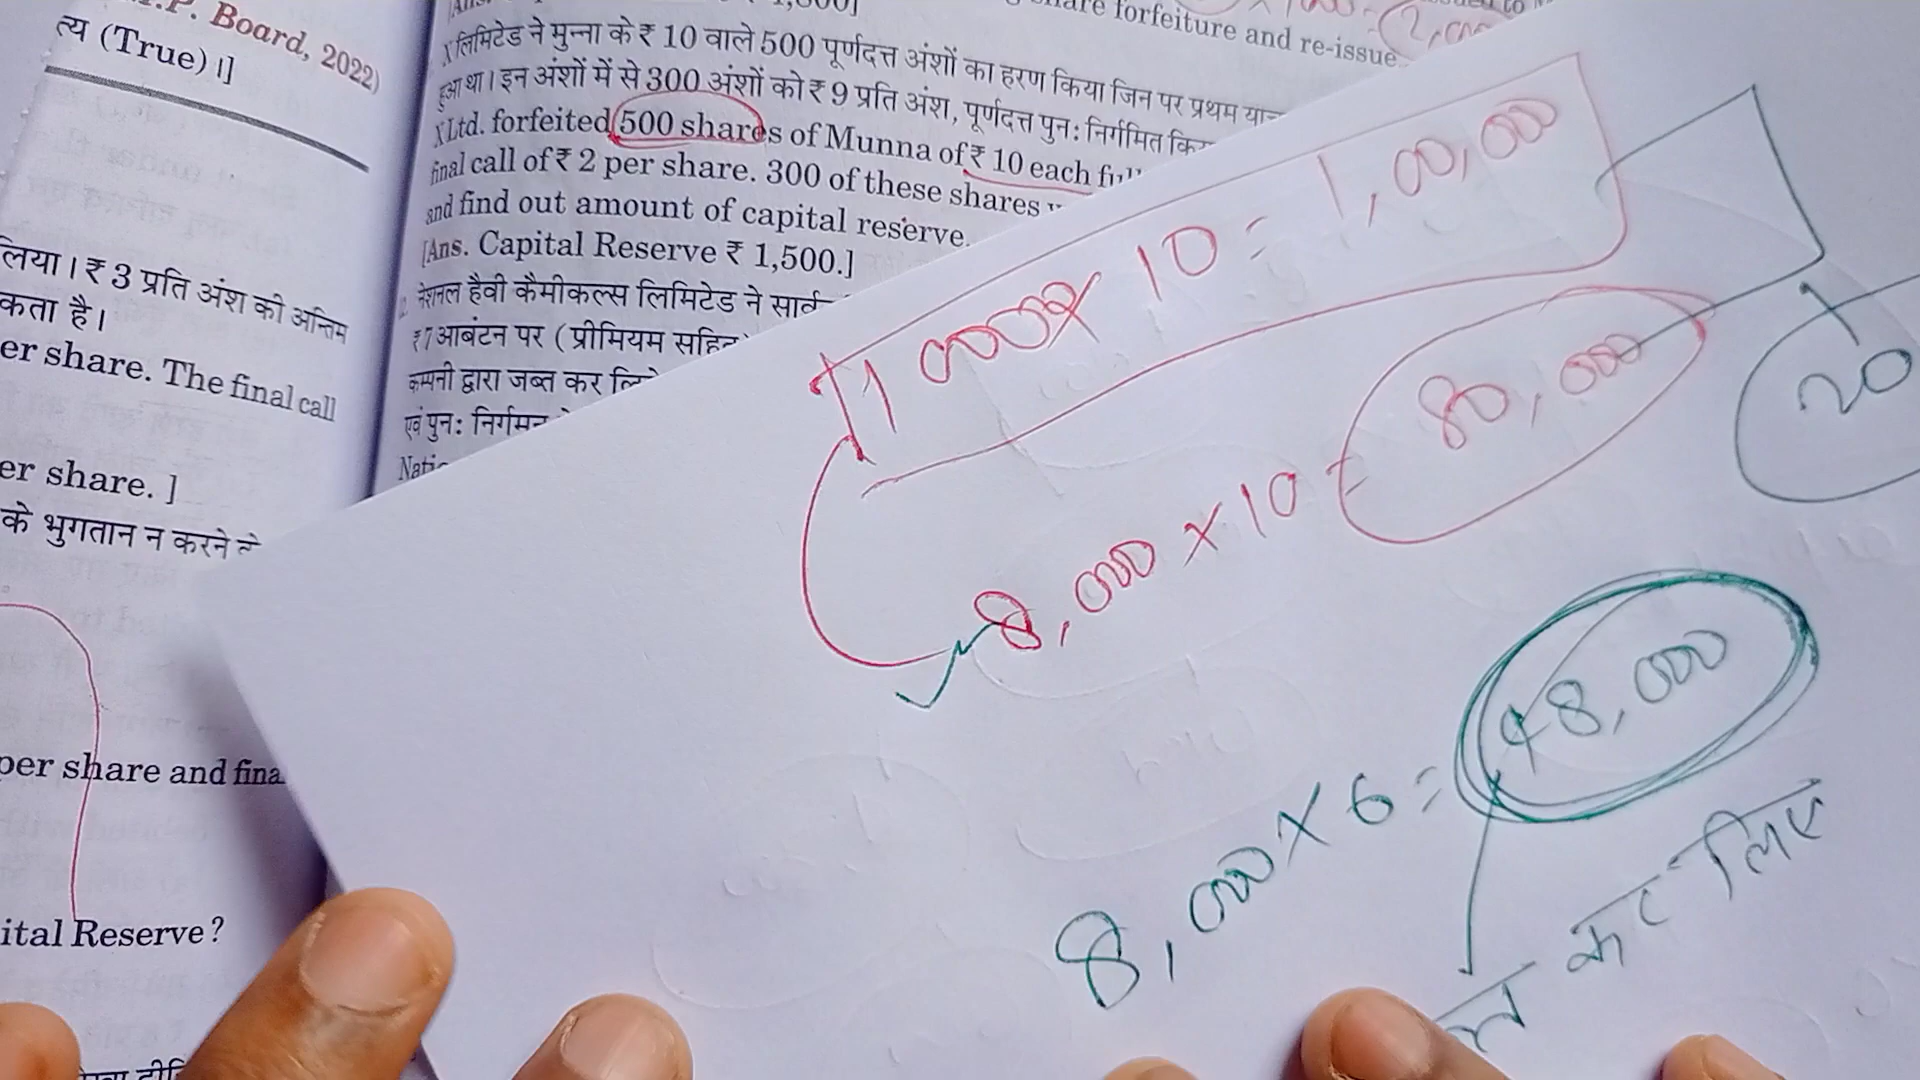 .P. Board, 2022)
त्य (True)।]
लिया। ₹ 3 प्रति अंश की अन्तिम
कता है।
er share. The final call
er share. ]
के भुगतान न करने
per share and fina
ital Reserve?
hare forfeiture and re-issue
X लिमिटेड ने मुन्ना के ₹ 10 वाले 500 पूर्णदत्त अंशों का हरण किया जिन पर प्रथम
हुआ था। इन अंशों में से 300 अंशों को ₹ 9 प्रति अंश, पूर्णदत्त पुन: निर्गमित
X Ltd. forfeited 500 shares of Munna of ₹ 10 each
final call of ₹ 2 per share. 300 of these shares
and find out amount of capital reserve.
[Ans. Capital Reserve ₹ 1,500.]
नेशनल हैवी कैमीकल्स लिमिटेड ने
₹ 7 आबंटन पर (प्रीमियम सहित)
कम्पनी द्वारा जब्त कर
एवं पुन: निर्गमन
Natio
1,00,000
× 10 =
80,000
20
8,000 × 10 =
8,000 × 6 = 48,000
कर लिए